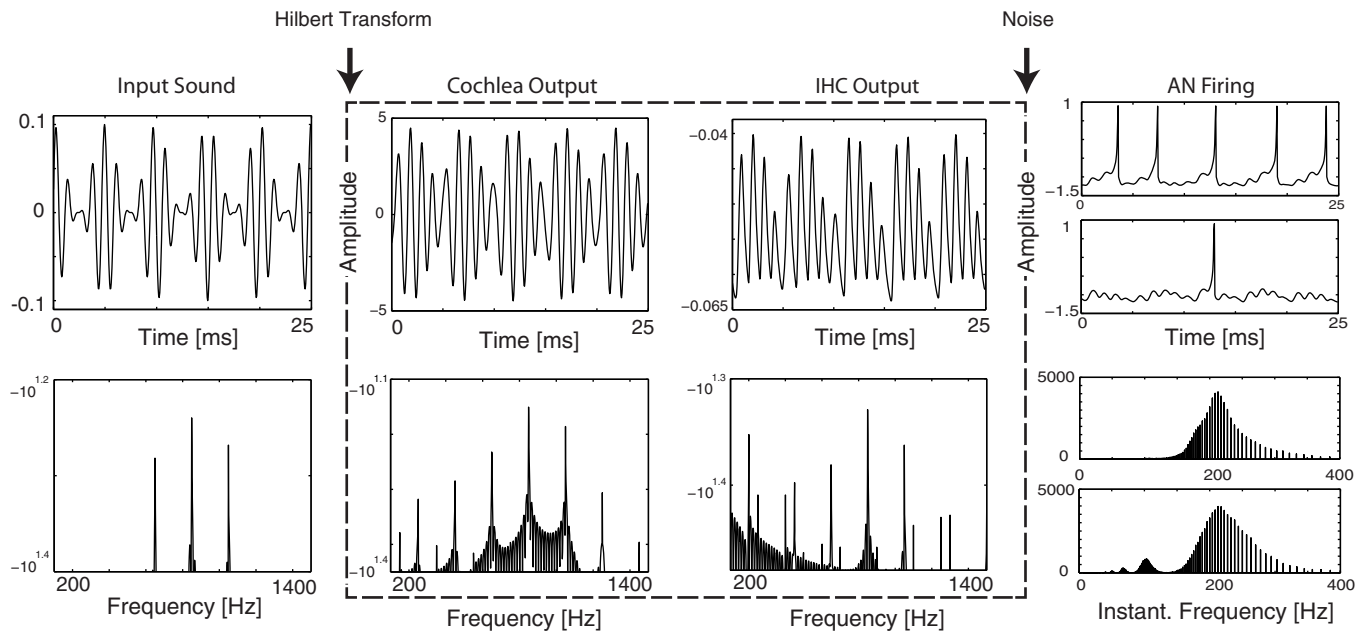 Hilbert Transform
Noise
Input Sound
Cochlea Output
IHC Output
AN Firing
0.1
0
-0.1
0
25
Time [ms]
Amplitude
5
0
−5
0
25
Time [ms]
−0.04
−0.065
0
25
Time [ms]
Amplitude
1
−1.5
0
25
1
−1.5
0
25
Time [ms]
−10^1.2
−10^1.4
200
1400
Frequency [Hz]
−10^1.1
−10^1.4
200
1400
Frequency [Hz]
−10^1.3
−10^1.4
200
1400
Frequency [Hz]
5000
0
0
200
400
5000
0
0
200
400
Instant. Frequency [Hz]